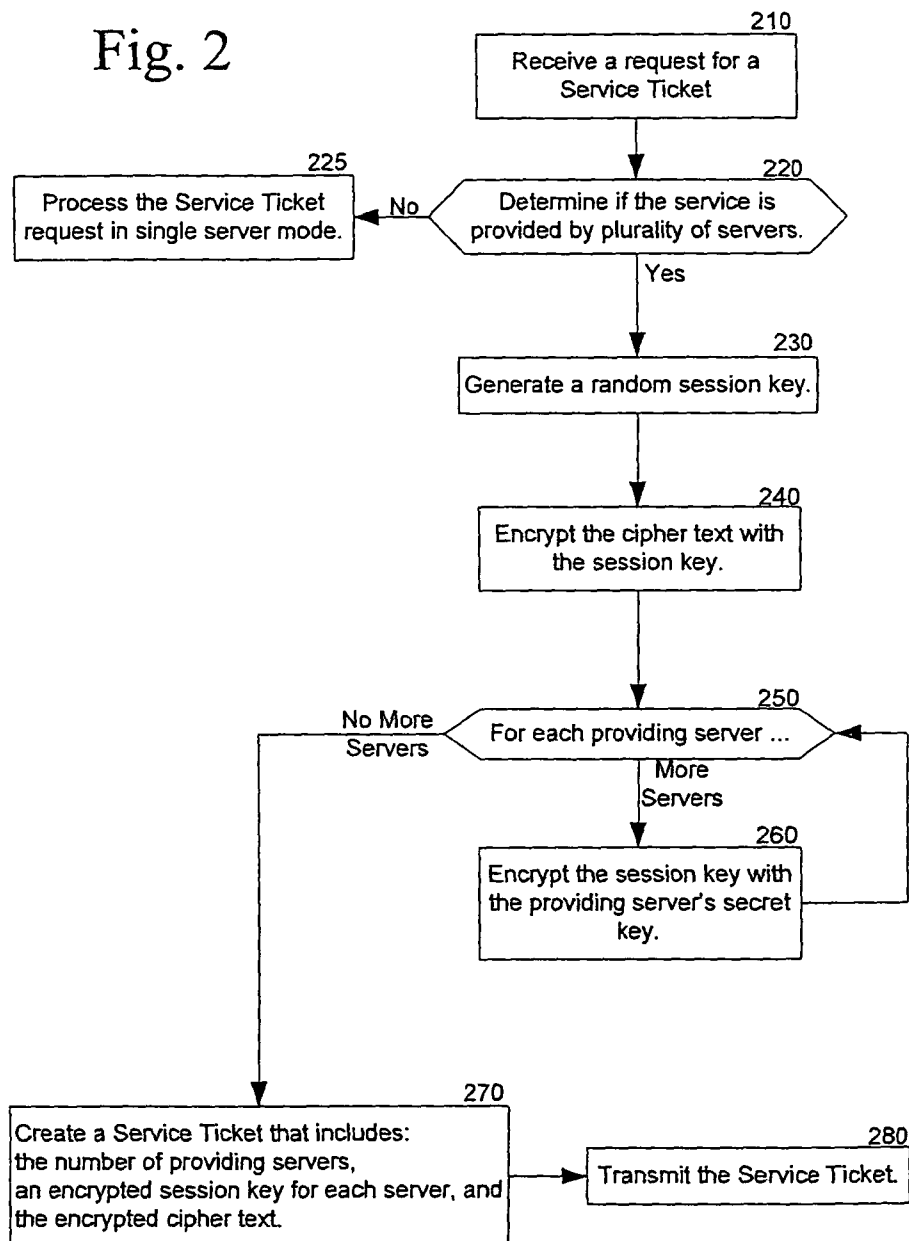 Fig. 2
210
Receive a request for a
Service Ticket
220
Determine if the service is
provided by plurality of servers.
No
225
Process the Service Ticket
request in single server mode.
Yes
230
Generate a random session key.
240
Encrypt the cipher text with
the session key.
250
For each providing server ...
No More
Servers
More
Servers
260
Encrypt the session key with
the providing server's secret
key.
270
Create a Service Ticket that includes:
the number of providing servers,
an encrypted session key for each server, and
the encrypted cipher text.
280
Transmit the Service Ticket.